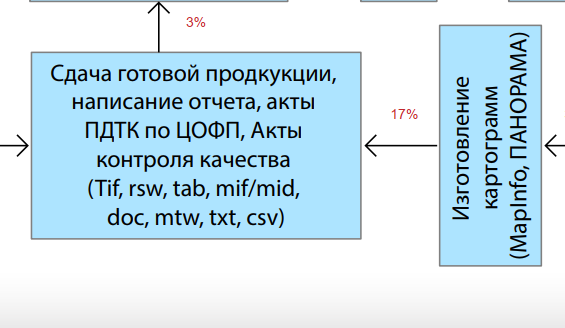 3%
Сдача готовой продкукции,
написание отчета, акты
ПДТК по ЦОФП, Акты
контроля качества
(Tif, rsw, tab, mif/mid,
doc, mtw, txt, csv)
17%
Изготовление
картограмм
(MapInfo, ПАНОРАМА)